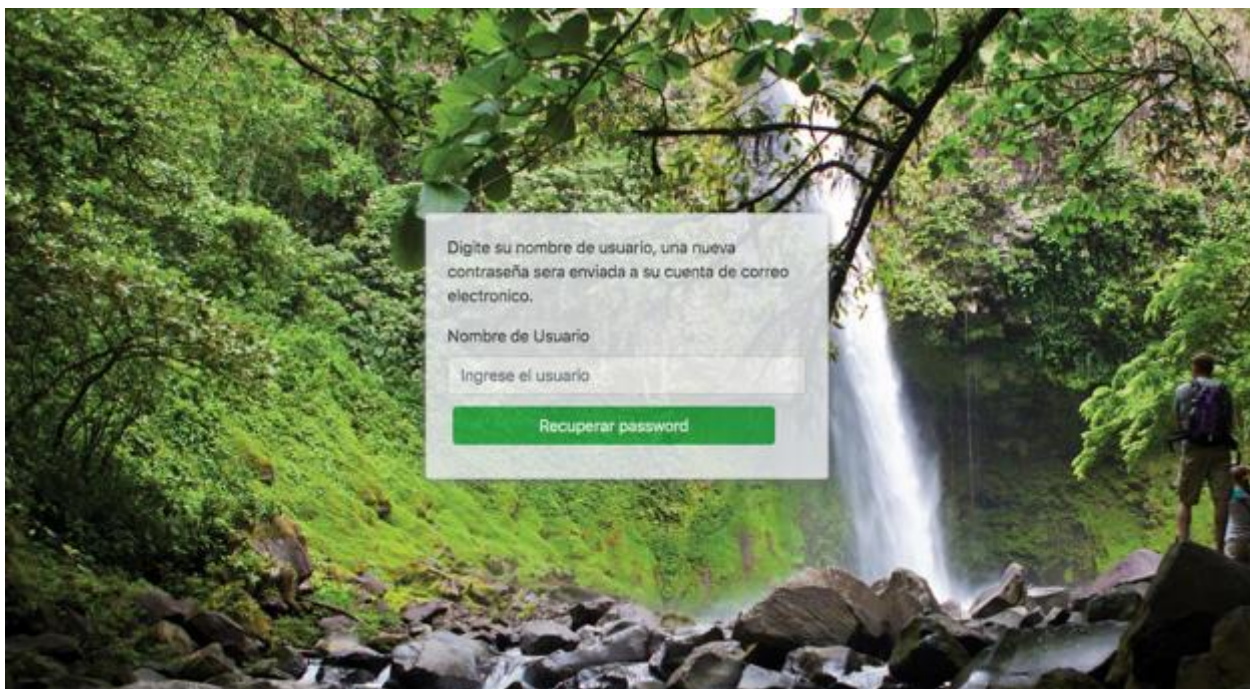 Digite su nombre de usuario, una nueva
contraseña sera enviada a su cuenta de correo
electronico.
Nombre de Usuario
Ingrese el usuario
Recuperar password